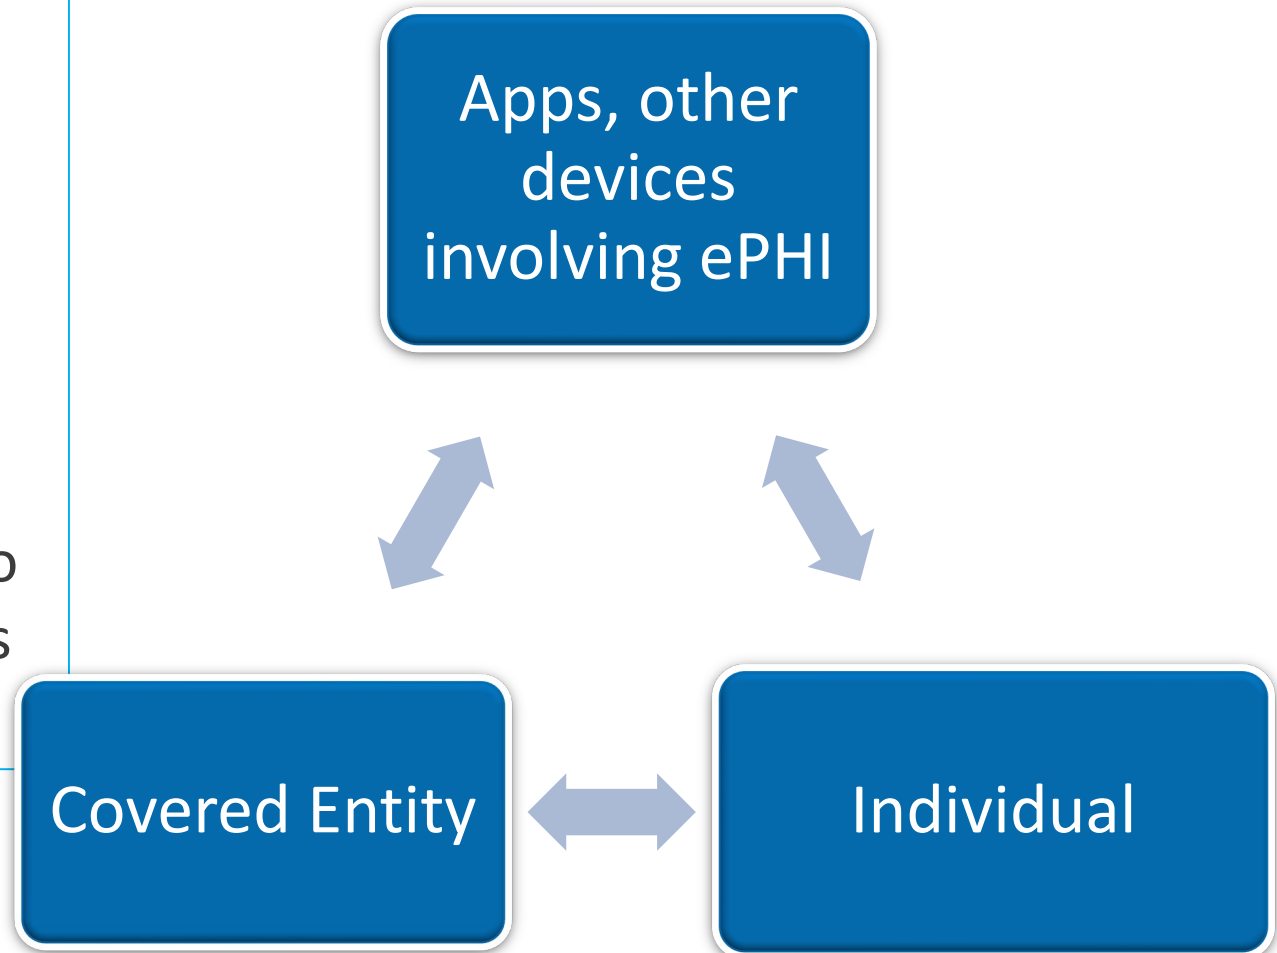 Apps, other
devices
involving ePHI
Covered Entity
Individual